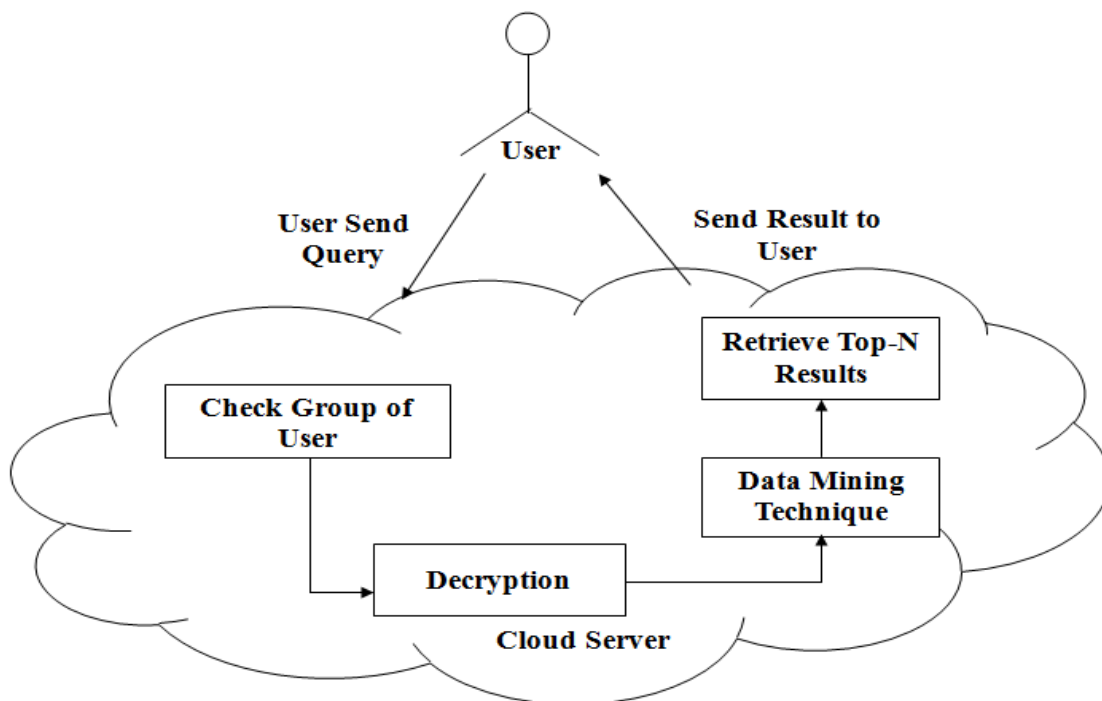 User
User Send
Query
Send Result to
User
Retrieve Top-N
Results
Check Group of
User
Data Mining
Technique
Decryption
Cloud Server